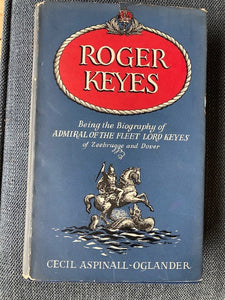 ROGER
KEYES
Being the Biography of
ADMIRAL OF THE FLEET LORD KEYES
of Zeebrugge and Dover
CECIL ASPINALL-OGLANDER